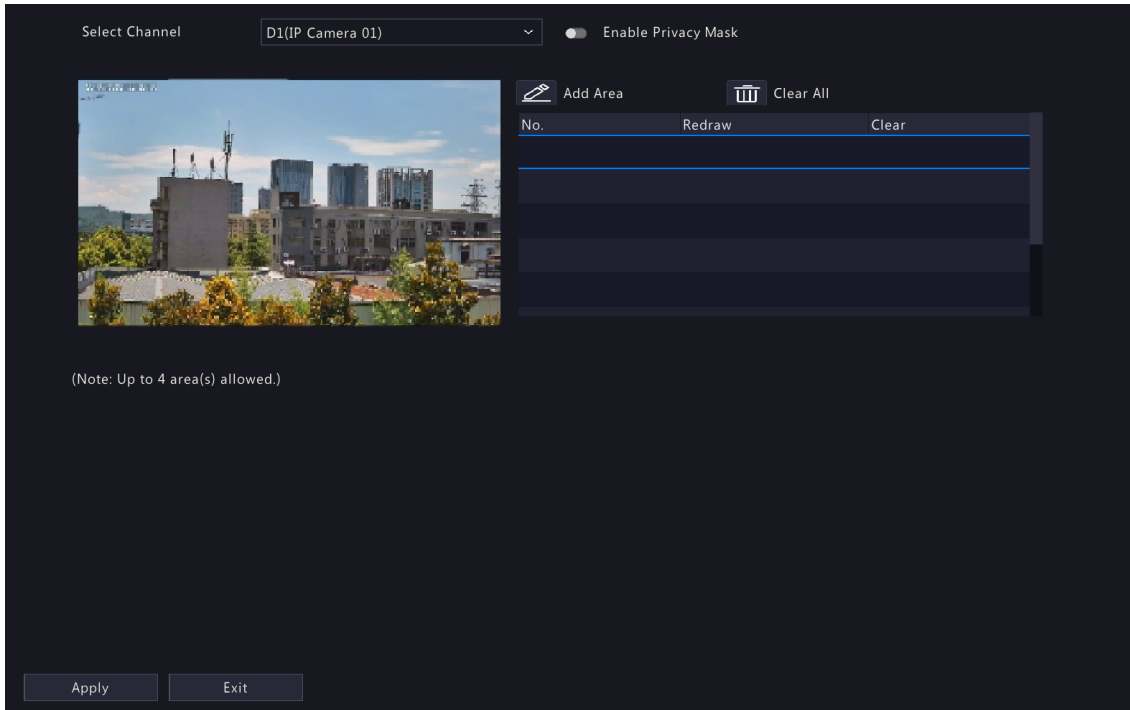 Select Channel D1(IP Camera 01) Enable Privacy Mask
Add Area Clear All
No. Redraw Clear
(Note: Up to 4 area(s) allowed.)
Apply Exit